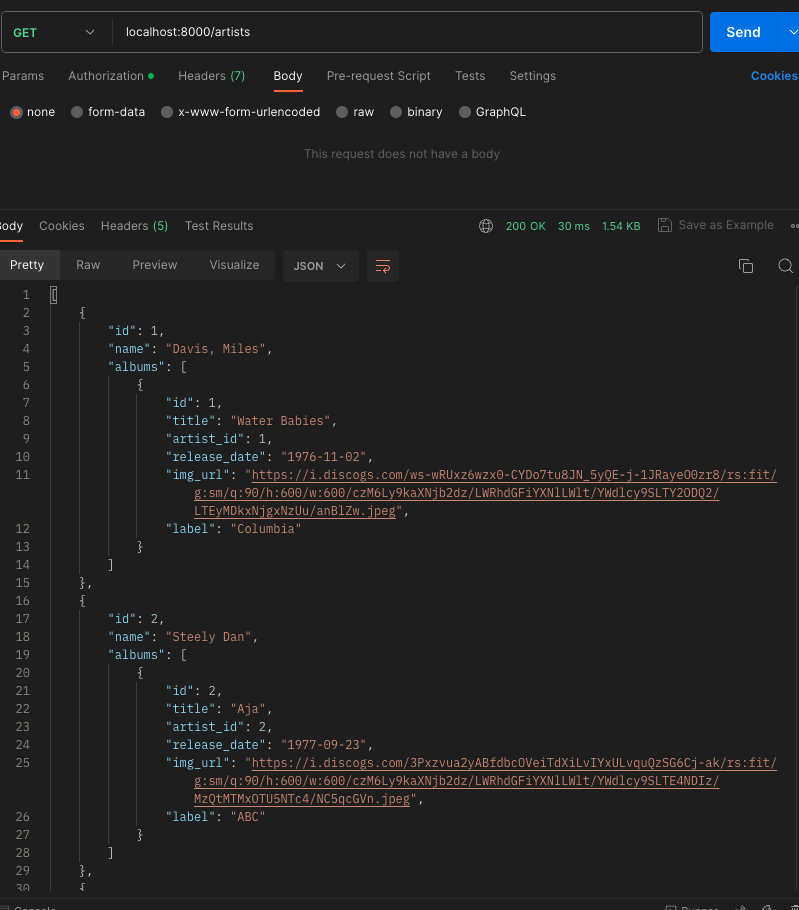 GET localhost:8000/artists Send
Params Authorization Headers (7) Body Pre-request Script Tests Settings Cookies
none form-data x-www-form-urlencoded raw binary GraphQL
This request does not have a body
Body Cookies Headers (5) Test Results 200 OK 30 ms 1.54 KB Save as Example
Pretty Raw Preview Visualize JSON
1 [
2 {
3 "id": 1,
4 "name": "Davis, Miles",
5 "albums": [
6 {
7 "id": 1,
8 "title": "Water Babies",
9 "artist_id": 1,
10 "release_date": "1976-11-02",
11 "img_url": "https://i.discogs.com/ws-wRUxz6wzx0-CYDo7tu8JN_5yQE-j-1JRayeO0zr8/rs:fit/
g:sm/q:90/h:600/w:600/czM6Ly9kaXNjb2dz/LWRhdGFiYXNlLWlt/YWdlcy9SLTY2ODQ2/
LTEyMDkxNjgxNzUu/anBlZw.jpeg",
12 "label": "Columbia"
13 }
14 ]
15 },
16 {
17 "id": 2,
18 "name": "Steely Dan",
19 "albums": [
20 {
21 "id": 2,
22 "title": "Aja",
23 "artist_id": 2,
24 "release_date": "1977-09-23",
25 "img_url": "https://i.discogs.com/3Pxzvua2yABfdbcOVeiTdXiLvIYxULvquQzSG6Cj-ak/rs:fit/
g:sm/q:90/h:600/w:600/czM6Ly9kaXNjb2dz/LWRhdGFiYXNlLWlt/YWdlcy9SLTE4NDIz/
MzQtMTMxOTU5NTc4/NC5qcGVn.jpeg",
26 "label": "ABC"
27 }
28 ]
29 },
30 {
Console Runner